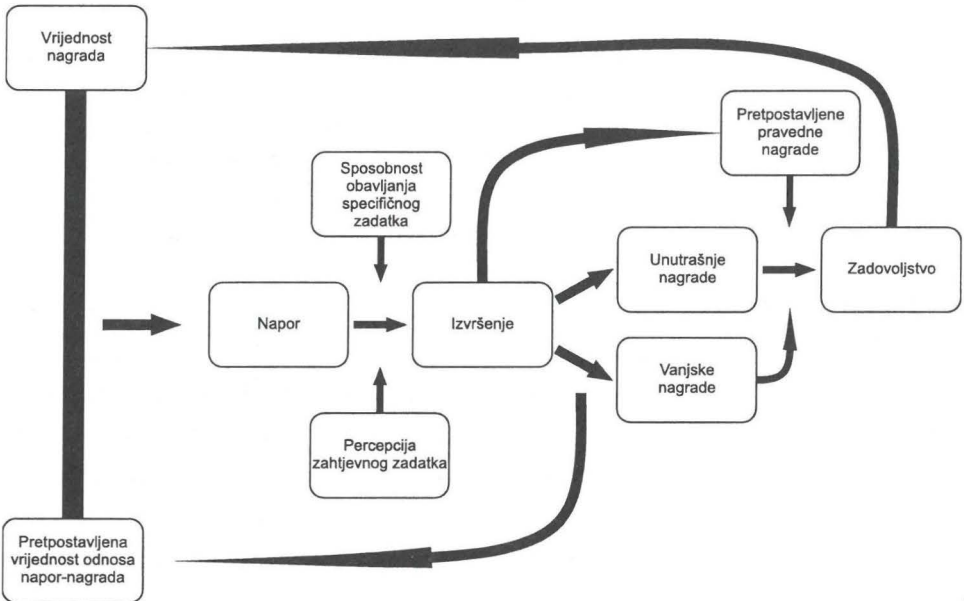 Vrijednost
nagrada
Pretpostavljene
pravedne
nagrade
Sposobnost
obavljanja
specifičnog
zadatka
Unutrašnje
nagrade
Zadovoljstvo
Napor
Izvršenje
Vanjske
nagrade
Percepcija
zahtjevnog zadatka
Pretpostavljena
vrijednost odnosa
napor-nagrada